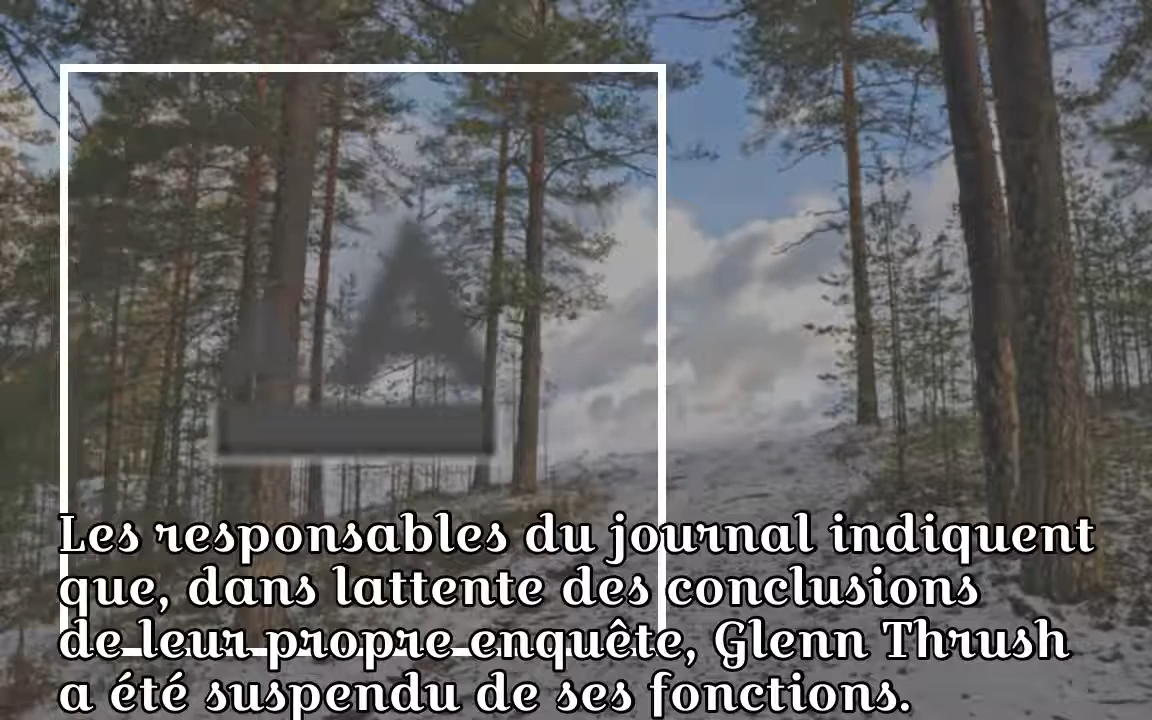 Les responsables du journal indiquent
que, dans lattente des conclusions
de leur propre enquête, Glenn Thrush
a été suspendu de ses fonctions.